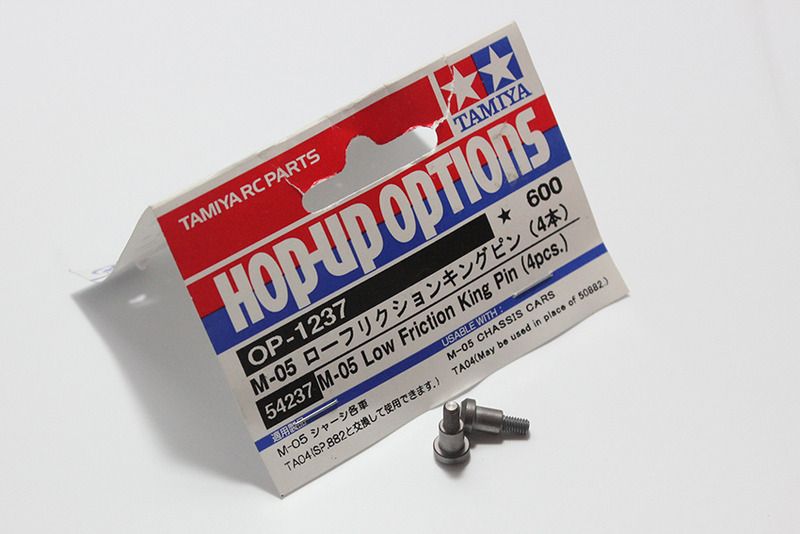 TAMIYA
TAMIYA RC PARTS
HOP-UP OPTIONS
OP-1237 ★ 600
M-05 ローフリクションキングピン (4本)
54237 M-05 Low Friction King Pin (4pcs.)
適用製品 USABLE WITH :
M-05 シャーシ各車 M-05 CHASSIS CARS
TA04(SP.882と交換して使用できます。) TA04(May be used in place of 50882.)